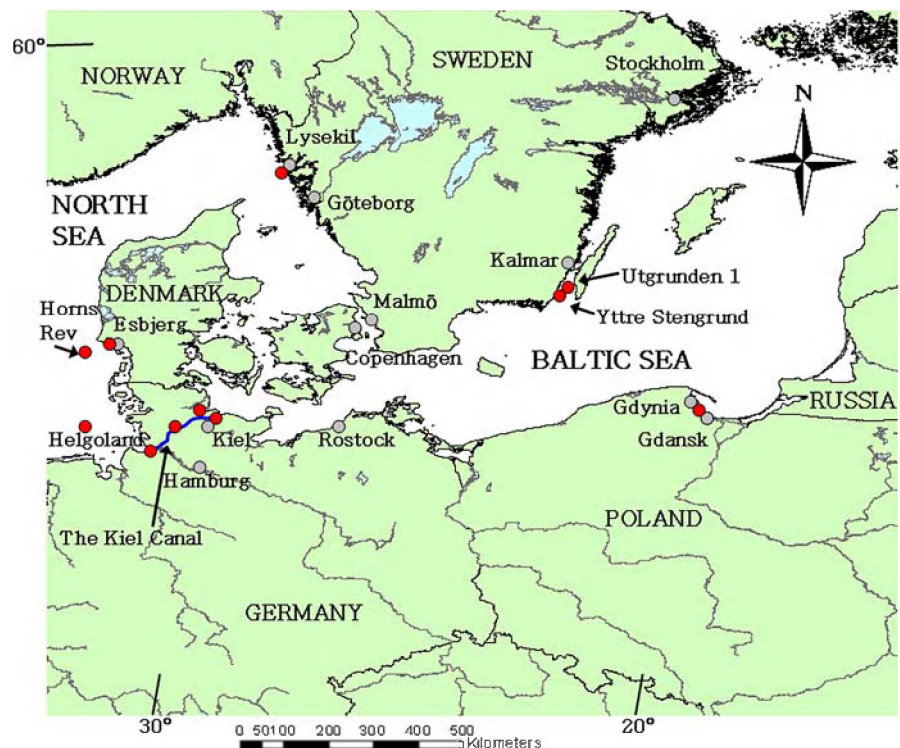 60°
NORWAY
SWEDEN
Stockholm
N
Lysekil
NORTH
SEA
Göteborg
Kalmar
Utgrunden 1
DENMARK
Horns
Rev
Esbjerg
Malmö
Yttre Stengrund
Copenhagen
BALTIC SEA
RUSSIA
Gdynia
Helgoland
Kiel
Rostock
Gdansk
Hamburg
The Kiel Canal
POLAND
GERMANY
30°
20°
0 50100 200 300 400 500
Kilometers